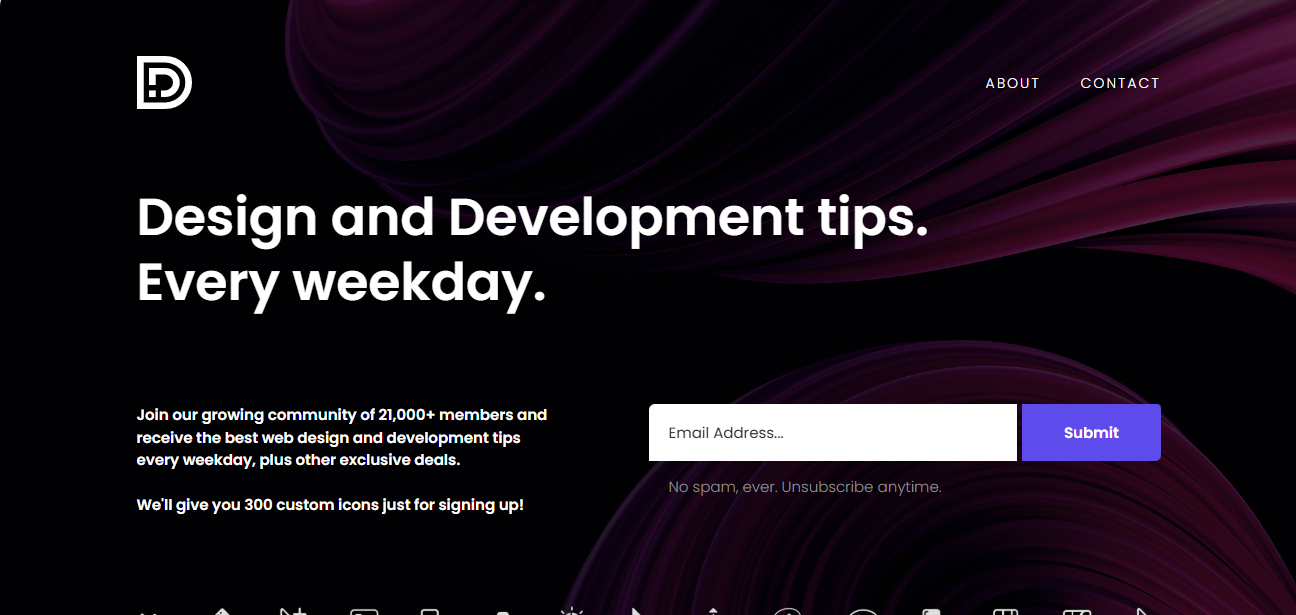 ABOUT CONTACT
Design and Development tips.
Every weekday.
Join our growing community of 21,000+ members and
receive the best web design and development tips
every weekday, plus other exclusive deals.
We'll give you 300 custom icons just for signing up!
Email Address...
Submit
No spam, ever. Unsubscribe anytime.